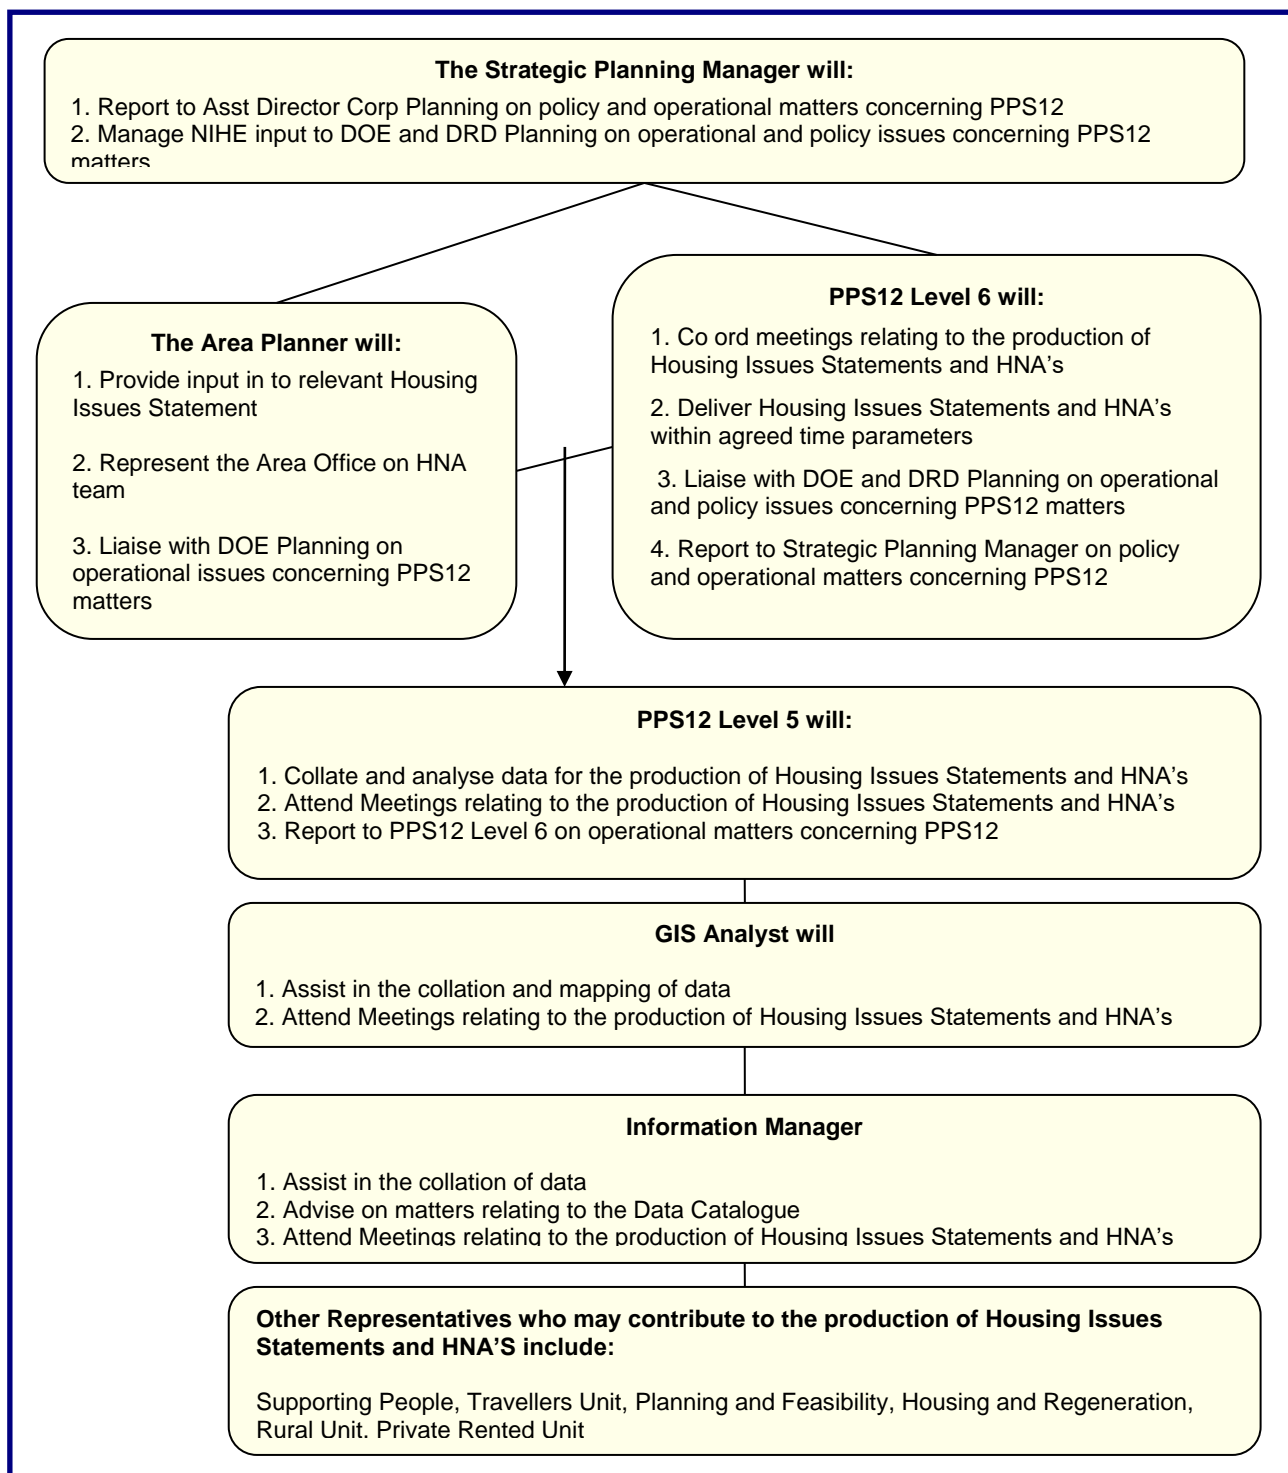 The Strategic Planning Manager will:
1. Report to Asst Director Corp Planning on policy and operational matters concerning PPS12
2. Manage NIHE input to DOE and DRD Planning on operational and policy issues concerning PPS12
matters
The Area Planner will:
1. Provide input in to relevant Housing
Issues Statement
2. Represent the Area Office on HNA
team
3. Liaise with DOE Planning on
operational issues concerning PPS12
matters
PPS12 Level 6 will:
1. Co ord meetings relating to the production of
Housing Issues Statements and HNA’s
2. Deliver Housing Issues Statements and HNA’s
within agreed time parameters
3. Liaise with DOE and DRD Planning on operational
and policy issues concerning PPS12 matters
4. Report to Strategic Planning Manager on policy
and operational matters concerning PPS12
PPS12 Level 5 will:
1. Collate and analyse data for the production of Housing Issues Statements and HNA’s
2. Attend Meetings relating to the production of Housing Issues Statements and HNA’s
3. Report to PPS12 Level 6 on operational matters concerning PPS12
GIS Analyst will
1. Assist in the collation and mapping of data
2. Attend Meetings relating to the production of Housing Issues Statements and HNA’s
Information Manager
1. Assist in the collation of data
2. Advise on matters relating to the Data Catalogue
3. Attend Meetings relating to the production of Housing Issues Statements and HNA’s
Other Representatives who may contribute to the production of Housing Issues
Statements and HNA’S include:
Supporting People, Travellers Unit, Planning and Feasibility, Housing and Regeneration,
Rural Unit. Private Rented Unit